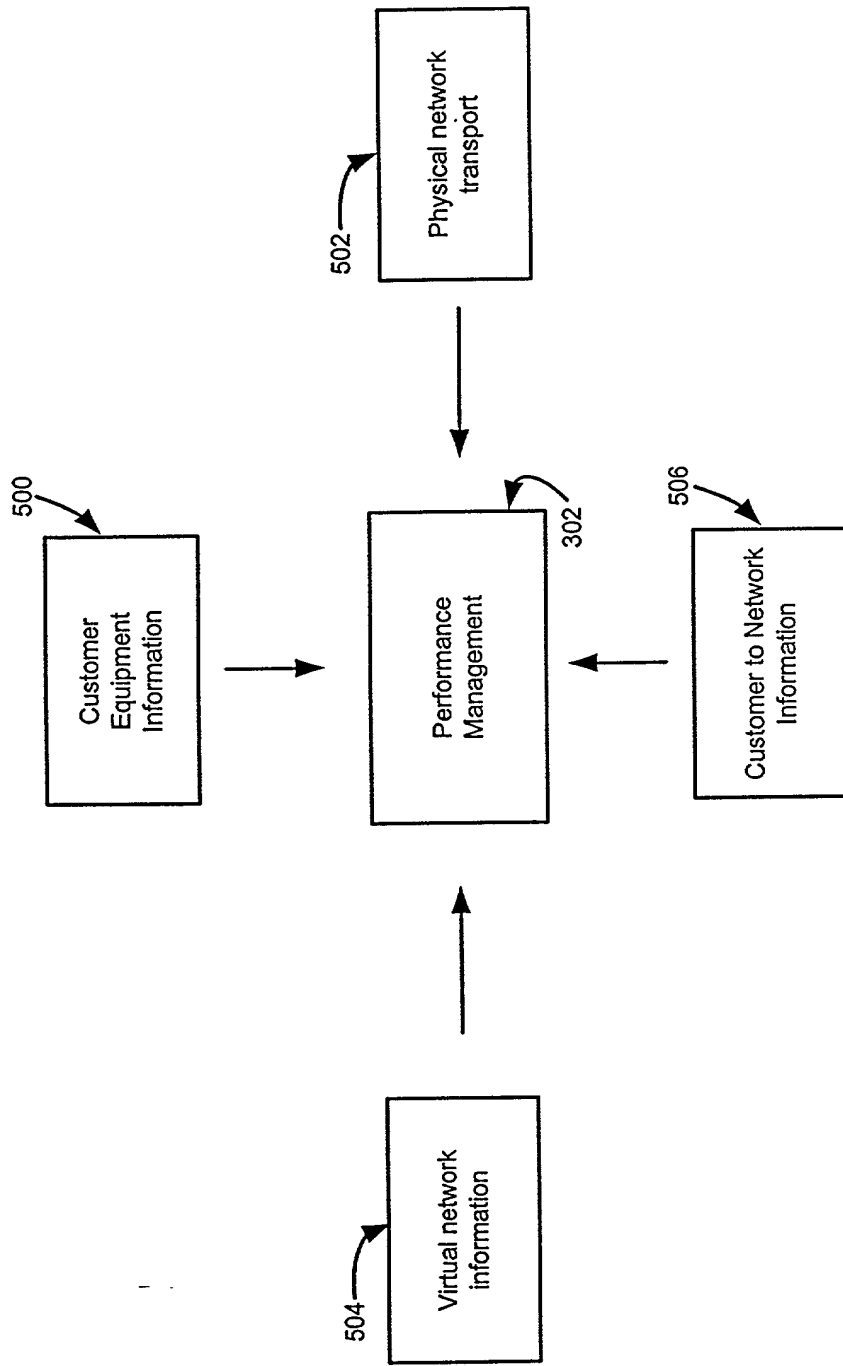 500
Customer
Equipment
Information
504
Virtual network
information
Performance
Management
302
502
Physical network
transport
506
Customer to Network
Information